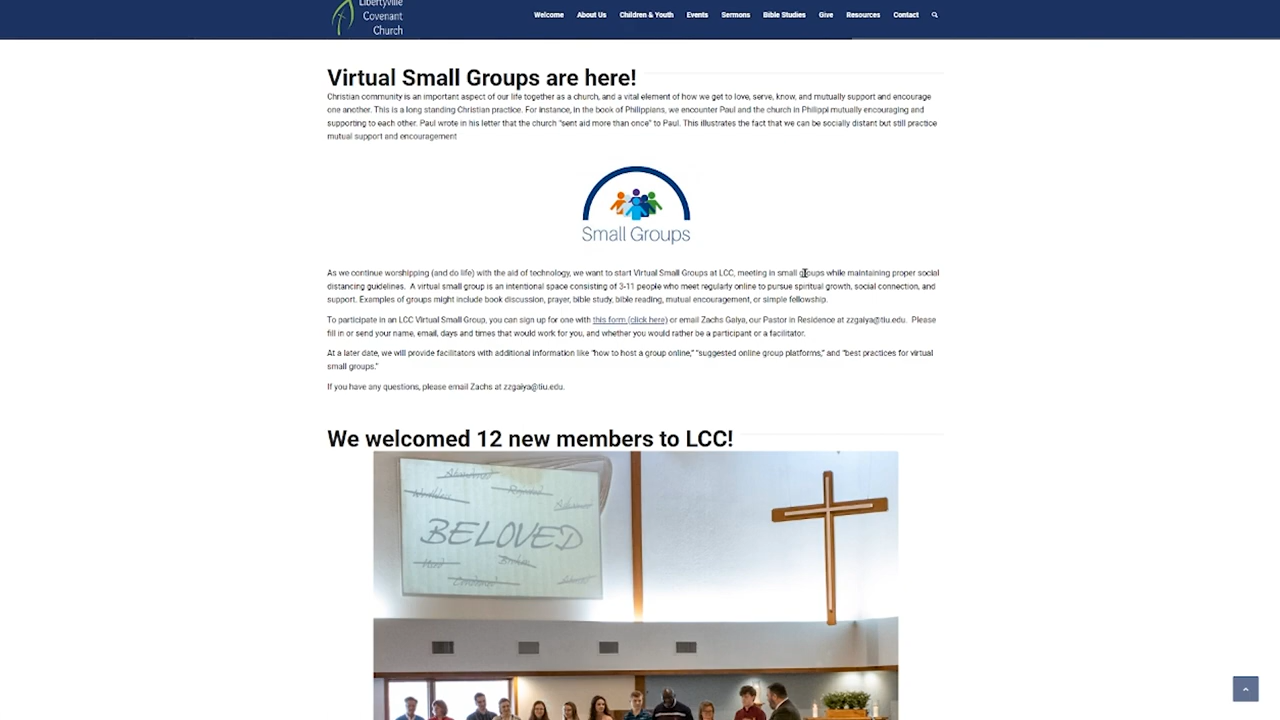 Libertyville
Covenant
Church
Welcome About Us Children & Youth Events Sermons Bible Studies Give Resources Contact
Virtual Small Groups are here!
Christian community is an important aspect of our life together as a church, and a vital element of how we get to love, serve, know, and mutually support and encourage
one another. This is a long standing Christian practice. For instance, in the book of Philippians, we encounter Paul and the church in Philippi mutually encouraging and
supporting to each other. Paul wrote in his letter that the church "sent aid more than once" to Paul. This illustrates the fact that we can be socially distant but still practice
mutual support and encouragement
Small Groups
As we continue worshipping (and do life) with the aid of technology, we want to start Virtual Small Groups at LCC, meeting in small groups while maintaining proper social
distancing guidelines. A virtual small group is an intentional space consisting of 3-11 people who meet regularly online to pursue spiritual growth, social connection, and
support. Examples of groups might include book discussion, prayer, bible study, bible reading, mutual encouragement, or simple fellowship.
To participate in an LCC Virtual Small Group, you can sign up for one with this form (click here) or email Zachs Gaiya, our Pastor in Residence at zzgaiya@tiu.edu. Please
fill in or send your name, email, days and times that would work for you, and whether you would rather be a participant or a facilitator.
At a later date, we will provide facilitators with additional information like "how to host a group online," "suggested online group platforms," and "best practices for virtual
small groups."
If you have any questions, please email Zachs at zzgaiya@tiu.edu.
We welcomed 12 new members to LCC!
Abandoned
Worthless Rejected
BELOVED
Broken
Condemned